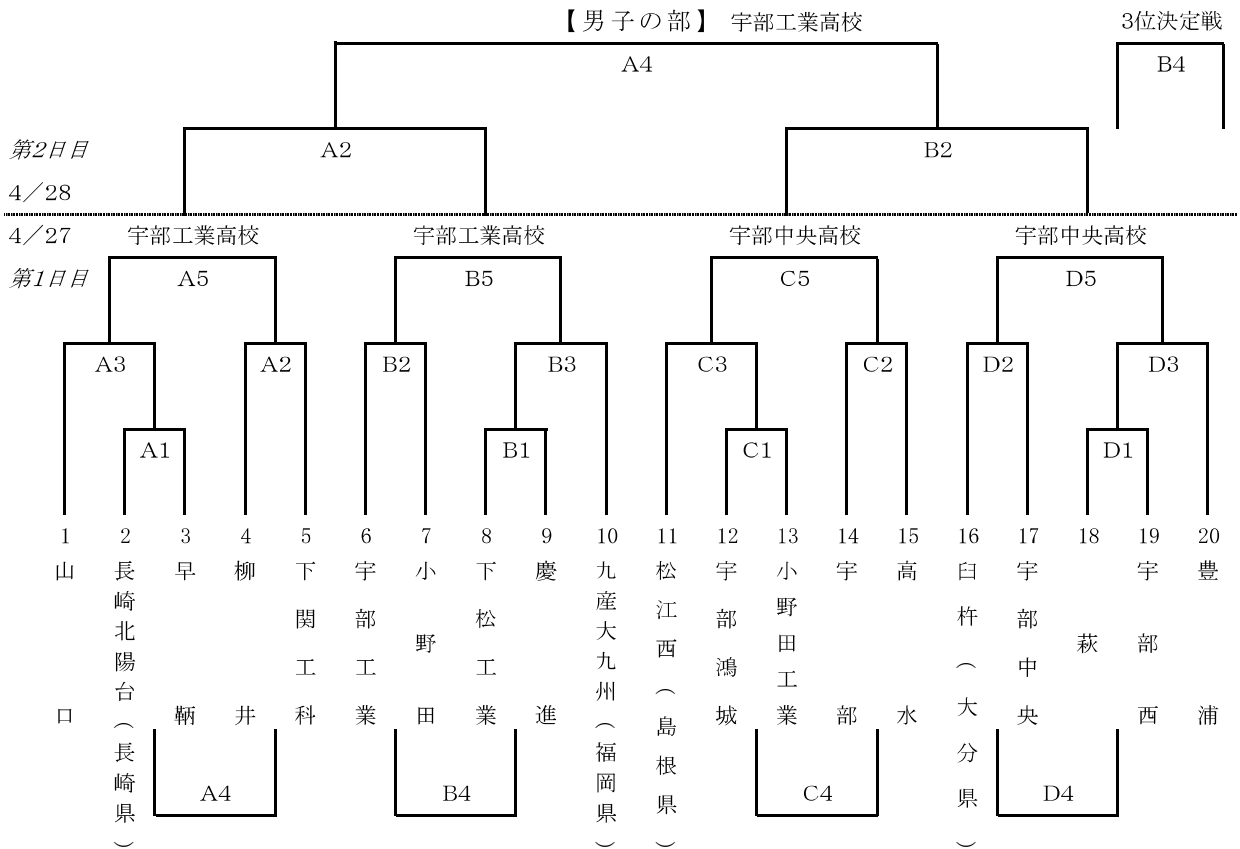 【男子の部】 宇部工業高校 3位決定戦
A4 B4
第2日目 A2 B2
4／28
4／27 宇部工業高校 宇部工業高校 宇部中央高校 宇部中央高校
第1日目 A5 B5 C5 D5
A3 A2 B2 B3 C3 C2 D2 D3
A1 B1 C1 D1
1 2 3 4 5 6 7 8 9 10 11 12 13 14 15 16 17 18 19 20
山口
長崎北陽台（長崎県）
早鞆
柳井
下関工科
宇部工業
小野田
下松工業
慶進
九産大九州（福岡県）
松江西（島根県）
宇部鴻城
小野田工業
宇部
高水
臼杵（大分県）
宇部中央
萩
宇部西
豊浦
A4 B4 C4 D4